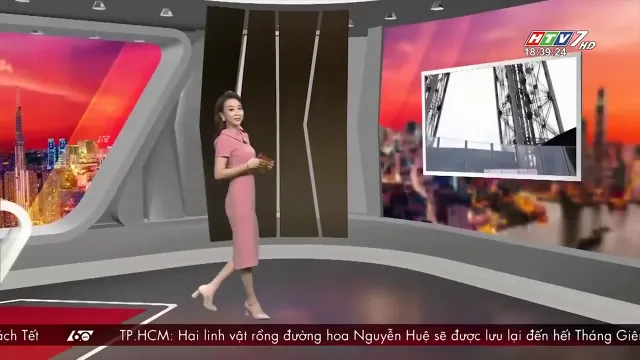 HTV7 HD
18:39:24
ách Tết 60 TP.HCM: Hai linh vật rồng đường hoa Nguyễn Huệ sẽ được lưu lại đến hết Tháng Giê